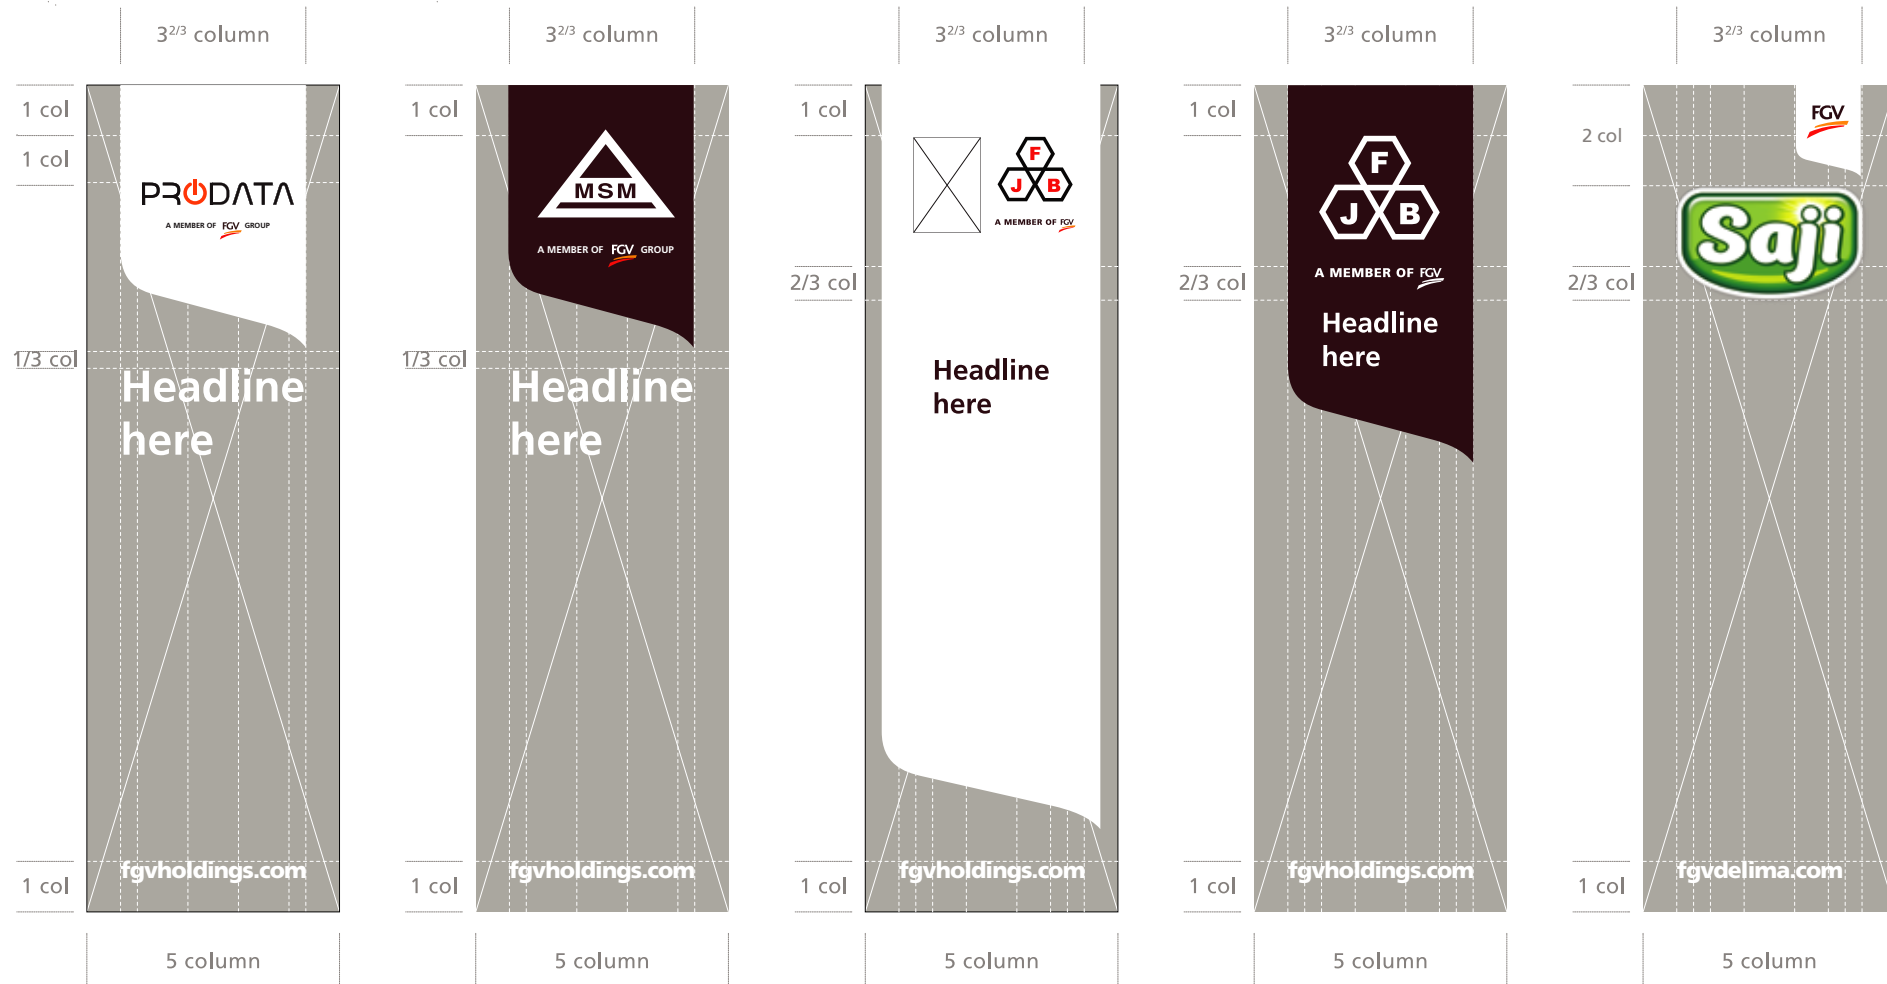 3 2/3 column
3 2/3 column
3 2/3 column
3 2/3 column
3 2/3 column
1 col
1 col
PRODATA
A MEMBER OF FGV GROUP
1/3 col
Headline
here
fgvholdings.com
1 col
5 column
1 col
MSM
A MEMBER OF FGV GROUP
1/3 col
Headline
here
fgvholdings.com
1 col
5 column
1 col
F
J B
A MEMBER OF FGV
2/3 col
Headline
here
fgvholdings.com
1 col
5 column
1 col
F
J B
A MEMBER OF FGV
2/3 col
Headline
here
fgvholdings.com
1 col
5 column
FGV
2 col
Saji
2/3 col
fgvdelima.com
1 col
5 column